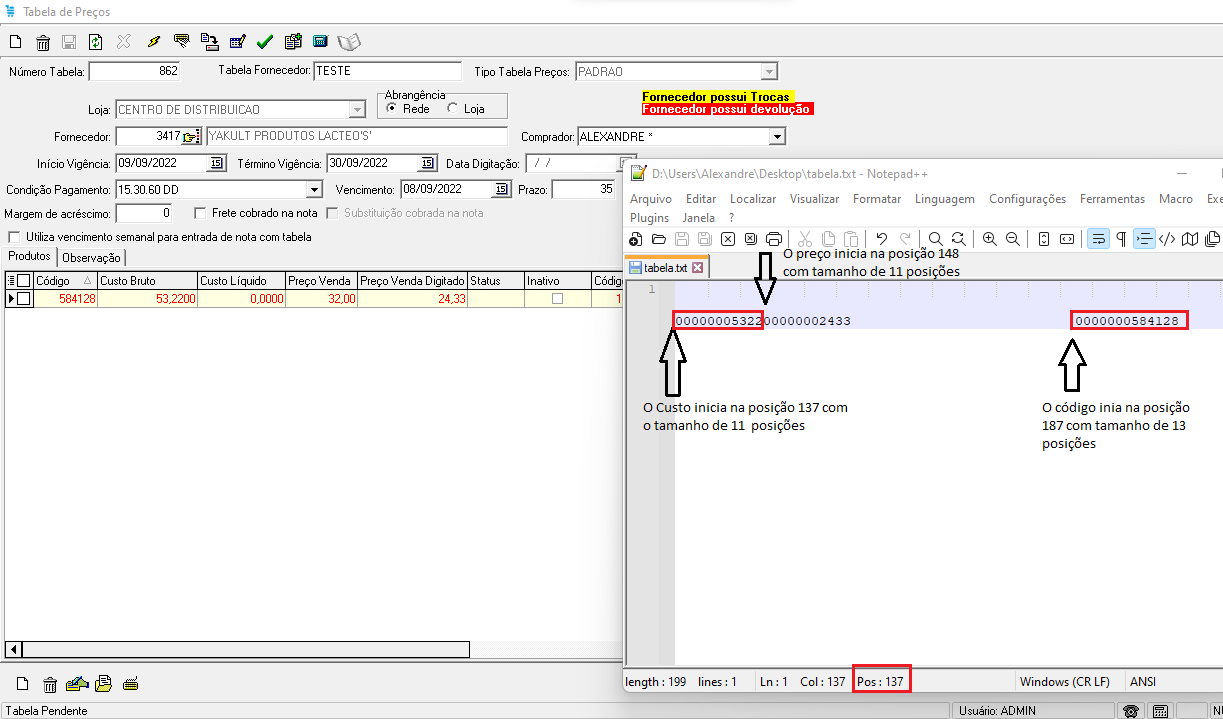 Tabela de Preços
Número Tabela: 862 Tabela Fornecedor: TESTE Tipo Tabela Preços: PADRAO
Abrangência
Loja: CENTRO DE DISTRIBUICAO Rede Loja
Fornecedor possui Trocas
Fornecedor possui devolução
Fornecedor: 3417 YAKULT PRODUTOS LACTEO'S' Comprador: ALEXANDRE *
Início Vigência: 09/09/2022 15 Término Vigência: 30/09/2022 15 Data Digitação: / /
Condição Pagamento: 15.30.60 DD Vencimento: 08/09/2022 15 Prazo: 35
Margem de acréscimo: 0 Frete cobrado na nota Substituição cobrada na nota
Utiliza vencimento semanal para entrada de nota com tabela
Produtos Observação
Código Custo Bruto Custo Líquido Preço Venda Preço Venda Digitado Status Inativo Códig
584128 53,2200 0,0000 32,00 24,33 1
Tabela Pendente
Usuário: ADMIN
D:\Users\Alexandre\Desktop\tabela.txt - Notepad++
Arquivo Editar Localizar Visualizar Formatar Linguagem Configurações Ferramentas Macro Exe
Plugins Janela ?
tabela.txt
O preço inicia na posição 148
com tamanho de 11 posições
1
0000000532200000002433 0000000584128
O Custo inicia na posição 137 com
o tamanho de 11 posições
O código inia na posição
187 com tamanho de 13
posições
length : 199 lines : 1 Ln : 1 Col : 137 Pos : 137 Windows (CR LF) ANSI